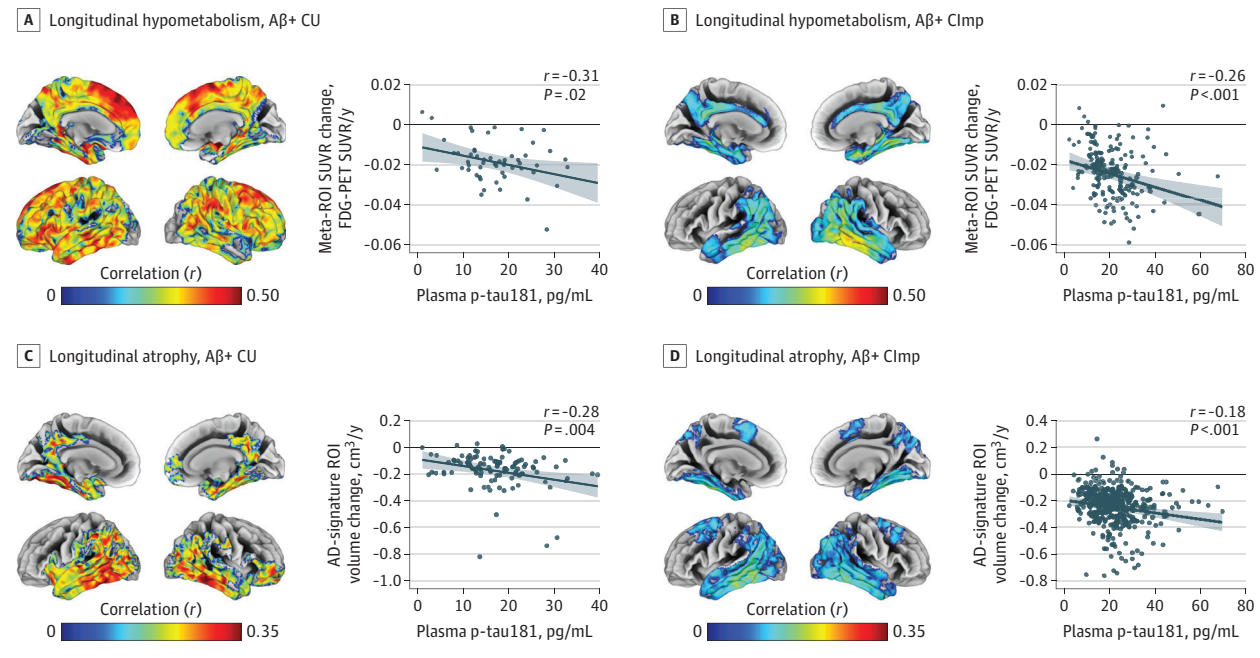 A Longitudinal hypometabolism, Aβ+ CU
r = –0.31
P = .02
Meta-ROI SUVR change,
FDG-PET SUVR/y
0.02
0
–0.02
–0.04
–0.06
0 10 20 30 40
Plasma p-tau181, pg/mL
Correlation (r)
0 0.50
B Longitudinal hypometabolism, Aβ+ CImp
r = –0.26
P <.001
Meta-ROI SUVR change,
FDG-PET SUVR/y
0.02
0
–0.02
–0.04
–0.06
0 20 40 60 80
Plasma p-tau181, pg/mL
Correlation (r)
0 0.50
C Longitudinal atrophy, Aβ+ CU
r = –0.28
P = .004
AD-signature ROI
volume change, cm³/y
0.2
0
–0.2
–0.4
–0.6
–0.8
–1.0
0 10 20 30 40
Plasma p-tau181, pg/mL
Correlation (r)
0 0.35
D Longitudinal atrophy, Aβ+ CImp
r = –0.18
P <.001
AD-signature ROI
volume change, cm³/y
0.4
0.2
0
–0.2
–0.4
–0.6
–0.8
0 20 40 60 80
Plasma p-tau181, pg/mL
Correlation (r)
0 0.35